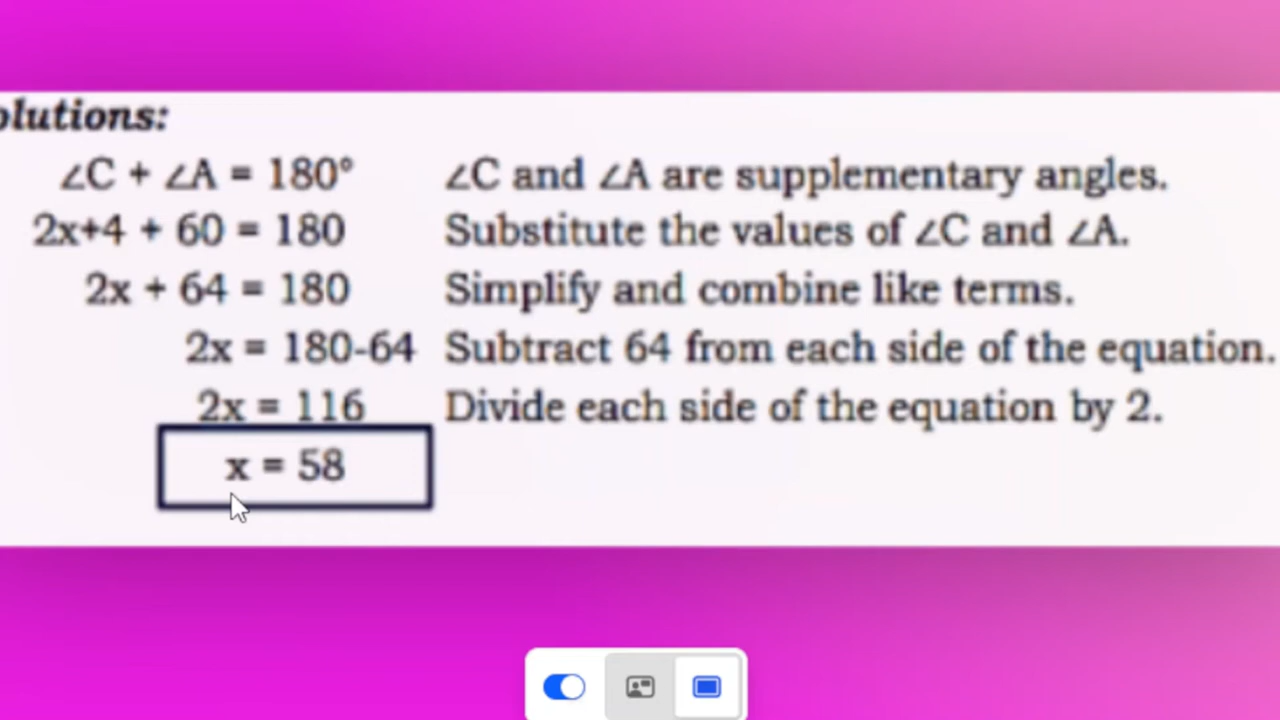 olutions:
∠C + ∠A = 180° ∠C and ∠A are supplementary angles.
2x+4 + 60 = 180 Substitute the values of ∠C and ∠A.
2x + 64 = 180 Simplify and combine like terms.
2x = 180-64 Subtract 64 from each side of the equation.
2x = 116 Divide each side of the equation by 2.
x = 58